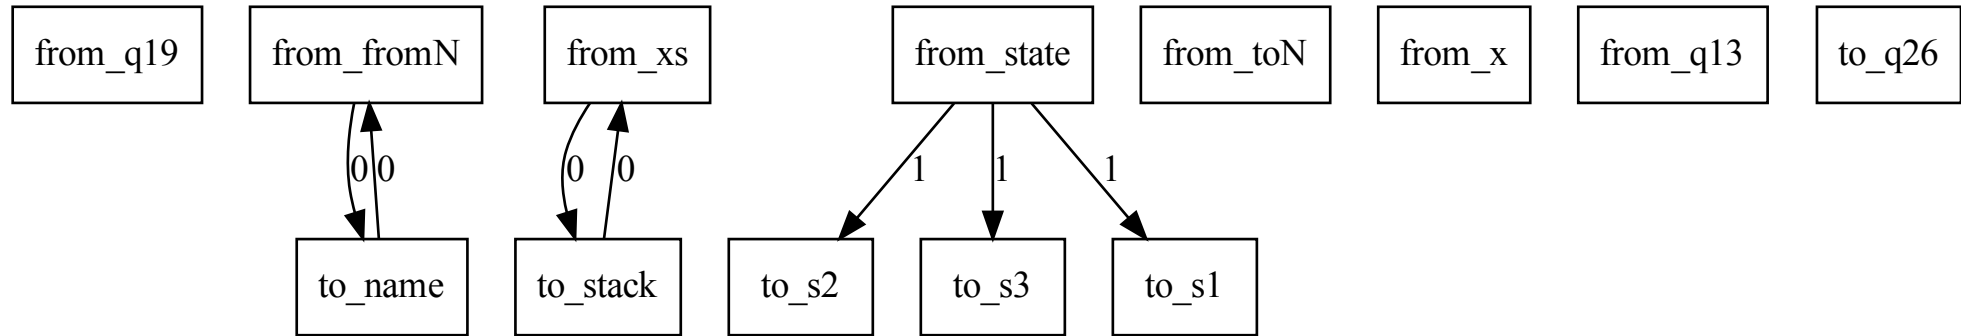 from_q19 from_fromN from_xs from_state from_toN from_x from_q13 to_q26
0 0 0 0 1 1 1
to_name to_stack to_s2 to_s3 to_s1